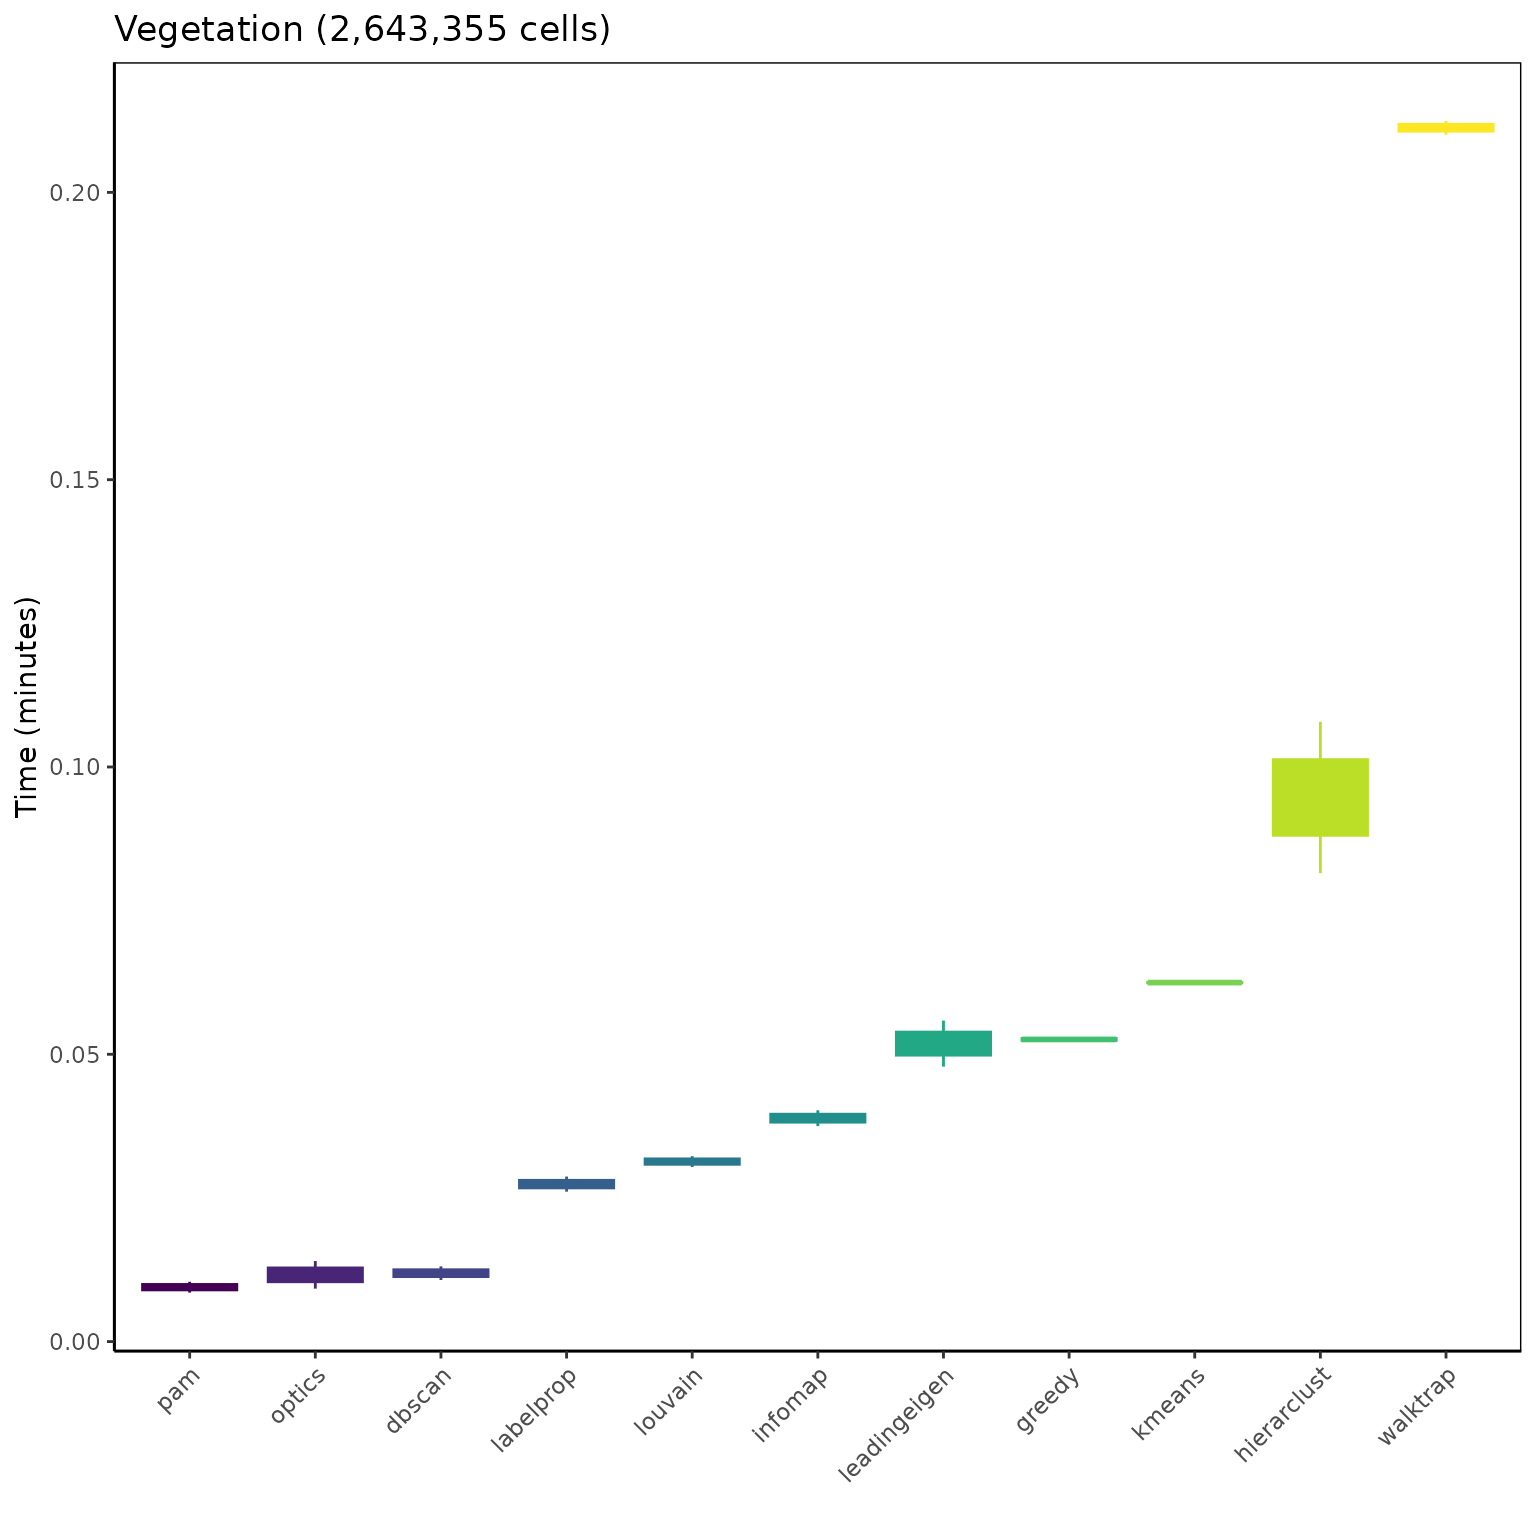 Vegetation (2,643,355 cells)
Time (minutes)
0.20
0.15
0.10
0.05
0.00
pam
optics
dbscan
labelprop
louvain
infomap
leadingeigen
greedy
kmeans
hierarclust
walktrap